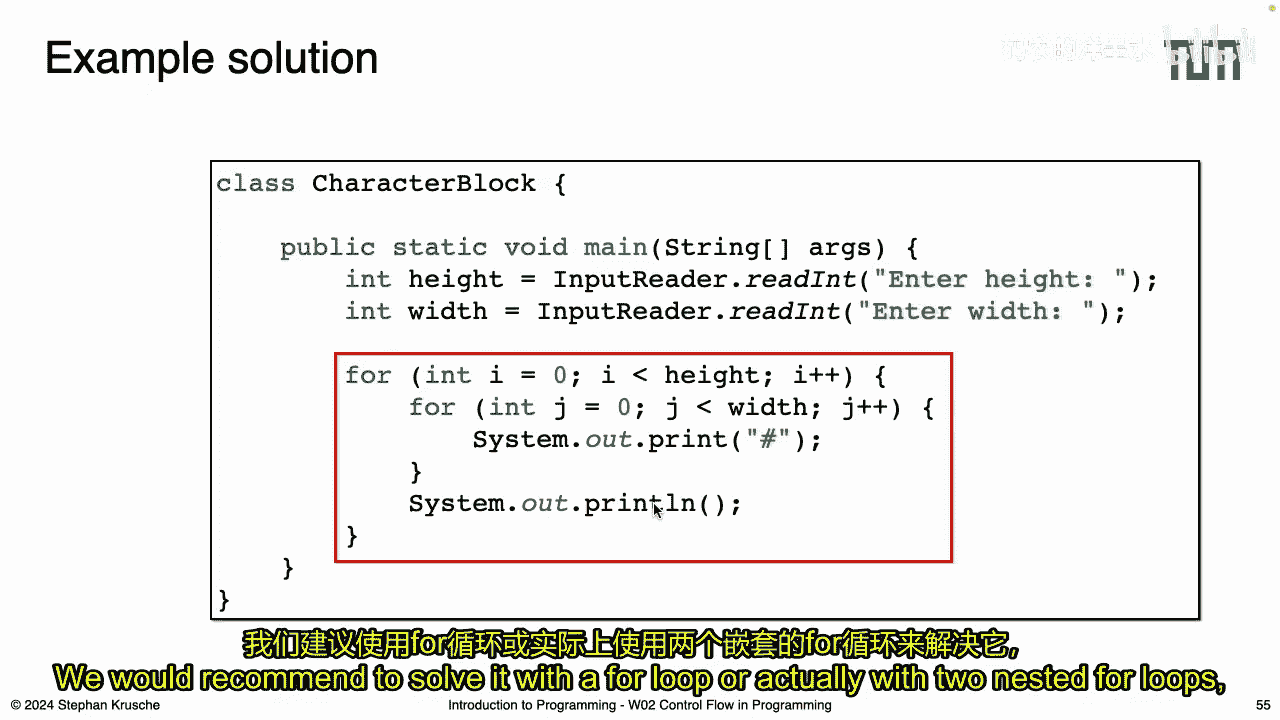 Example solution
class CharacterBlock {
public static void main(String[] args) {
int height = InputReader.readInt("Enter height: ");
int width = InputReader.readInt("Enter width: ");
for (int i = 0; i < height; i++) {
for (int j = 0; j < width; j++) {
System.out.print("#");
}
System.out.println();
}
}
}
我们建议使用for循环或实际上使用两个嵌套的for循环来解决它,
We would recommend to solve it with a for loop or actually with two nested for loops,
© 2024 Stephan Krusche
Introduction to Programming - W02 Control Flow in Programming
55